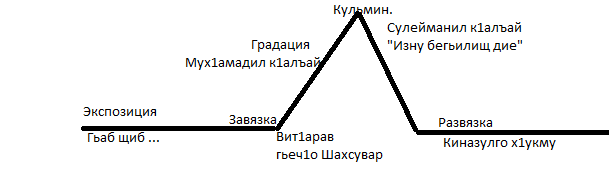 Кульмин.
Сулейманил к1алъай
"Изну бегьилищ дие"
Градация
Мух1амадил к1алъай
Экспозиция
Гьаб щиб ...
Завязка
Вит1арав
гьеч1о Шахсувар
Развязка
Киназулго х1укму